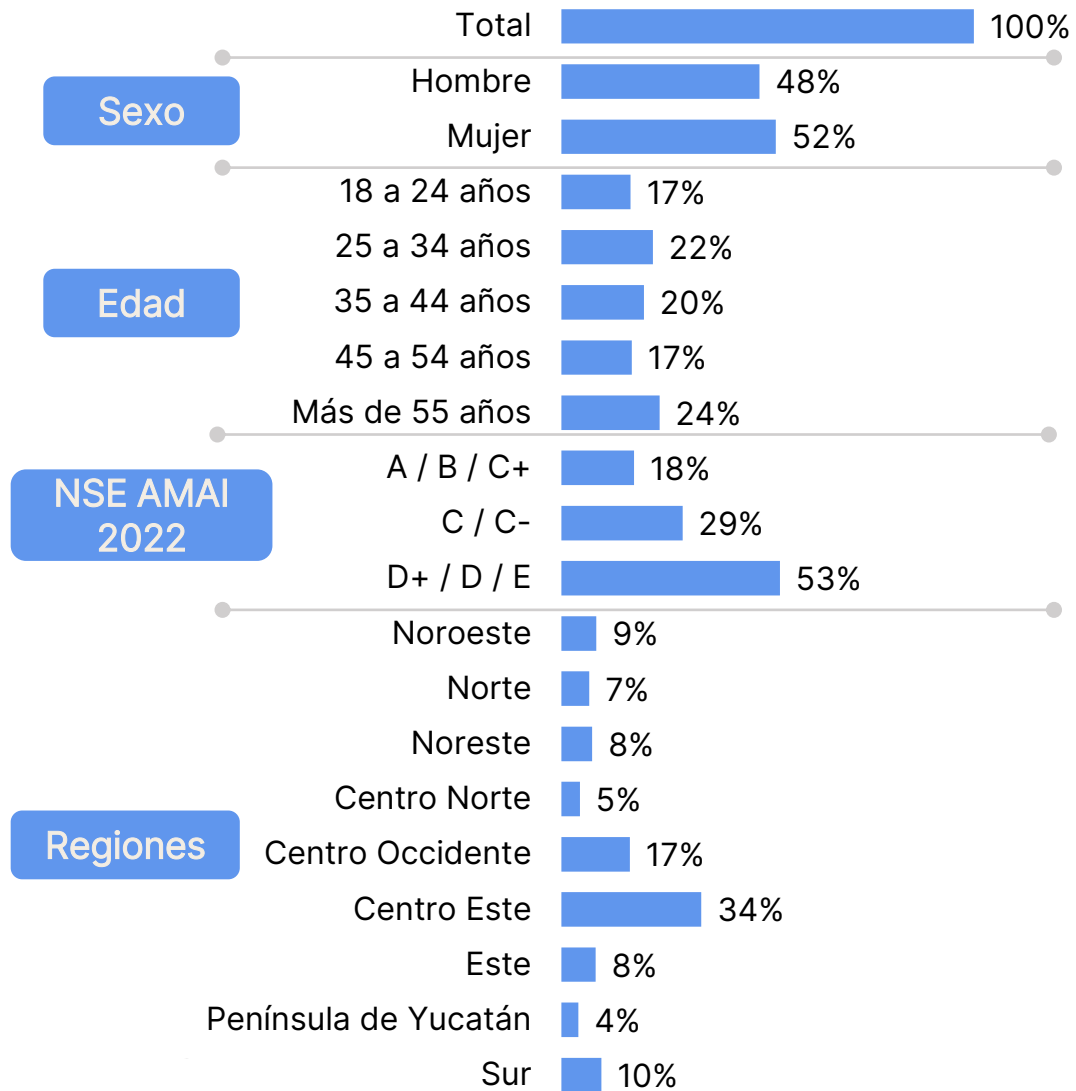 Total 100%
Sexo
Hombre 48%
Mujer 52%
Edad
18 a 24 años 17%
25 a 34 años 22%
35 a 44 años 20%
45 a 54 años 17%
Más de 55 años 24%
NSE AMAI
2022
A / B / C+ 18%
C / C- 29%
D+ / D / E 53%
Regiones
Noroeste 9%
Norte 7%
Noreste 8%
Centro Norte 5%
Centro Occidente 17%
Centro Este 34%
Este 8%
Península de Yucatán 4%
Sur 10%